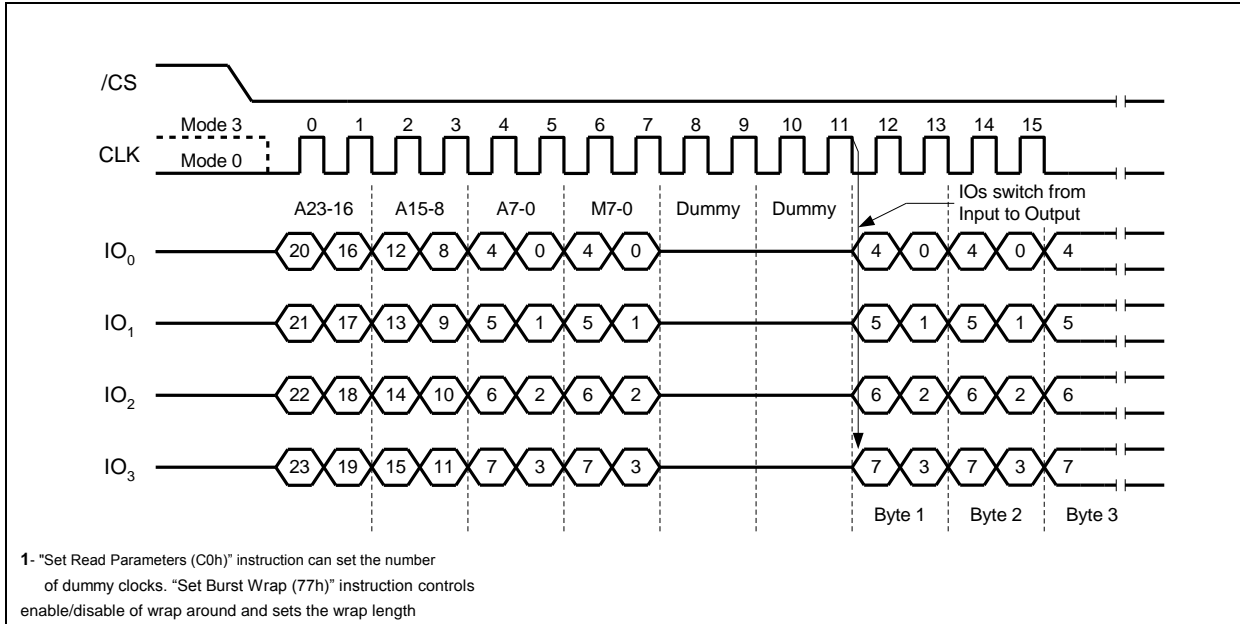 /CS
Mode 3 0 1 2 3 4 5 6 7 8 9 10 11 12 13 14 15
CLK
Mode 0
A23-16 A15-8 A7-0 M7-0 Dummy Dummy
IOs switch from
Input to Output
IO0 20 16 12 8 4 0 4 0 4 0 4 0 4
IO1 21 17 13 9 5 1 5 1 5 1 5 1 5
IO2 22 18 14 10 6 2 6 2 6 2 6 2 6
IO3 23 19 15 11 7 3 7 3 7 3 7 3 7
Byte 1 Byte 2 Byte 3
1- "Set Read Parameters (C0h)” instruction can set the number
of dummy clocks. “Set Burst Wrap (77h)” instruction controls
enable/disable of wrap around and sets the wrap length